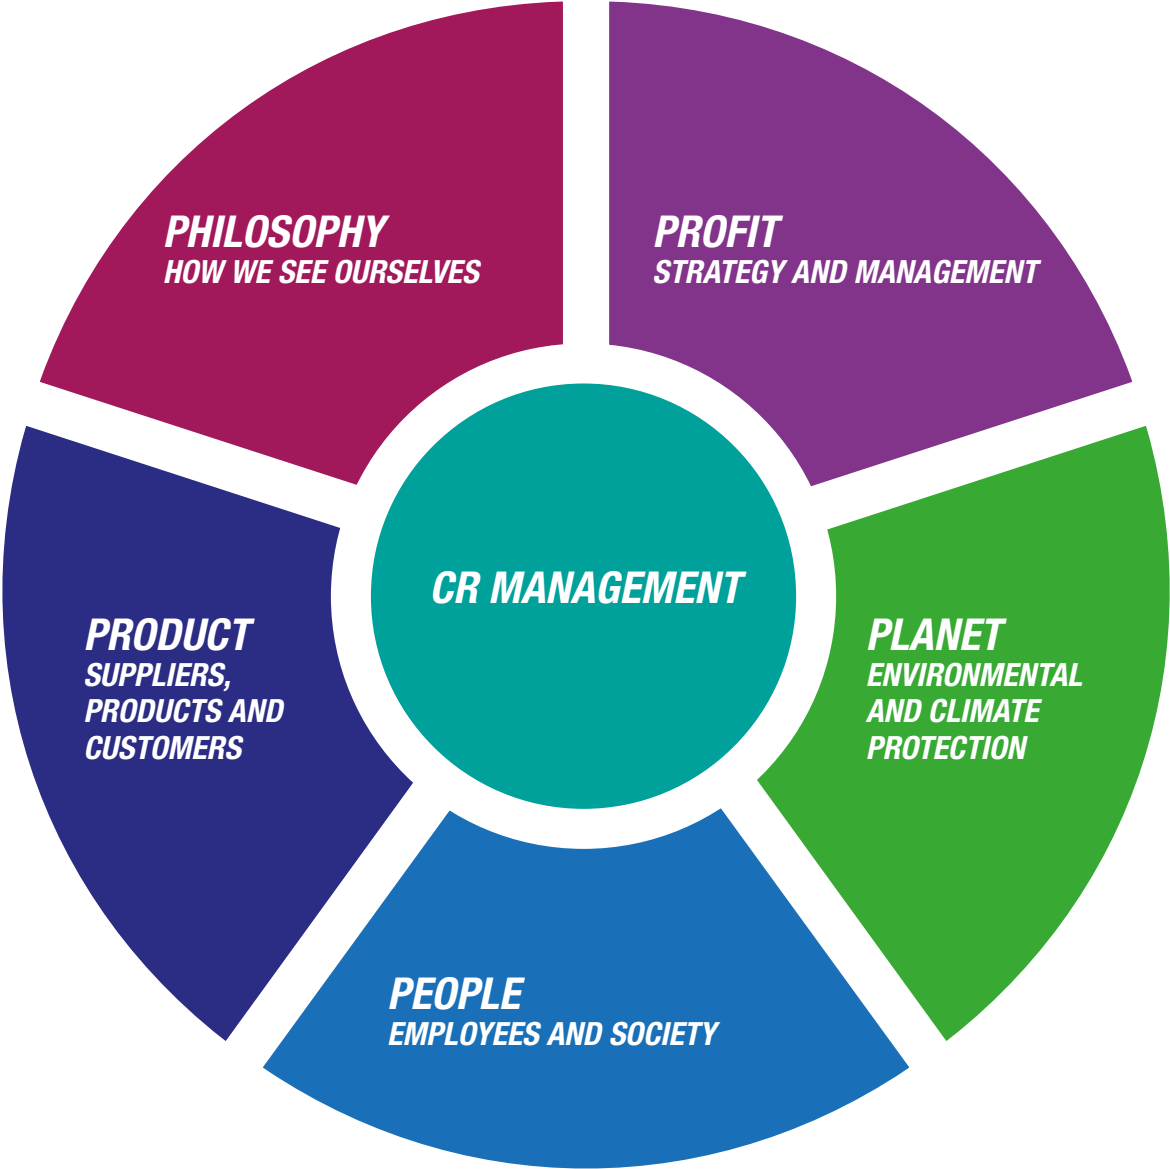 PHILOSOPHY
HOW WE SEE OURSELVES
PROFIT
STRATEGY AND MANAGEMENT
CR MANAGEMENT
PRODUCT
SUPPLIERS,
PRODUCTS AND
CUSTOMERS
PLANET
ENVIRONMENTAL
AND CLIMATE
PROTECTION
PEOPLE
EMPLOYEES AND SOCIETY